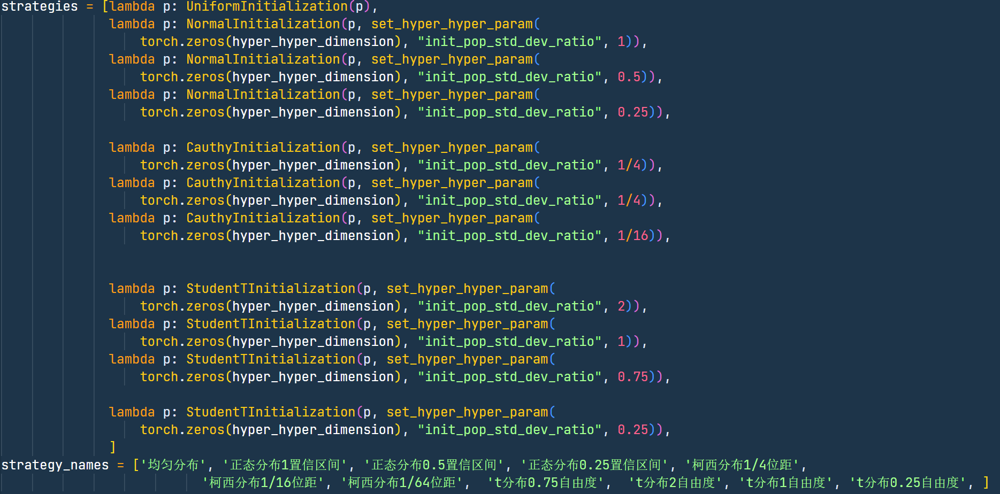 strategies = [lambda p: UniformInitialization(p),
lambda p: NormalInitialization(p, set_hyper_hyper_param(
torch.zeros(hyper_hyper_dimension), "init_pop_std_dev_ratio", 1)),
lambda p: NormalInitialization(p, set_hyper_hyper_param(
torch.zeros(hyper_hyper_dimension), "init_pop_std_dev_ratio", 0.5)),
lambda p: NormalInitialization(p, set_hyper_hyper_param(
torch.zeros(hyper_hyper_dimension), "init_pop_std_dev_ratio", 0.25)),
lambda p: CauthyInitialization(p, set_hyper_hyper_param(
torch.zeros(hyper_hyper_dimension), "init_pop_std_dev_ratio", 1/4)),
lambda p: CauthyInitialization(p, set_hyper_hyper_param(
torch.zeros(hyper_hyper_dimension), "init_pop_std_dev_ratio", 1/4)),
lambda p: CauthyInitialization(p, set_hyper_hyper_param(
torch.zeros(hyper_hyper_dimension), "init_pop_std_dev_ratio", 1/16)),
lambda p: StudentTInitialization(p, set_hyper_hyper_param(
torch.zeros(hyper_hyper_dimension), "init_pop_std_dev_ratio", 2)),
lambda p: StudentTInitialization(p, set_hyper_hyper_param(
torch.zeros(hyper_hyper_dimension), "init_pop_std_dev_ratio", 1)),
lambda p: StudentTInitialization(p, set_hyper_hyper_param(
torch.zeros(hyper_hyper_dimension), "init_pop_std_dev_ratio", 0.75)),
lambda p: StudentTInitialization(p, set_hyper_hyper_param(
torch.zeros(hyper_hyper_dimension), "init_pop_std_dev_ratio", 0.25)),
]
strategy_names = ['均匀分布', '正态分布1置信区间', '正态分布0.5置信区间', '正态分布0.25置信区间', '柯西分布1/4位距',
'柯西分布1/16位距', '柯西分布1/64位距', 't分布0.75自由度', 't分布2自由度', 't分布1自由度', 't分布0.25自由度', ]